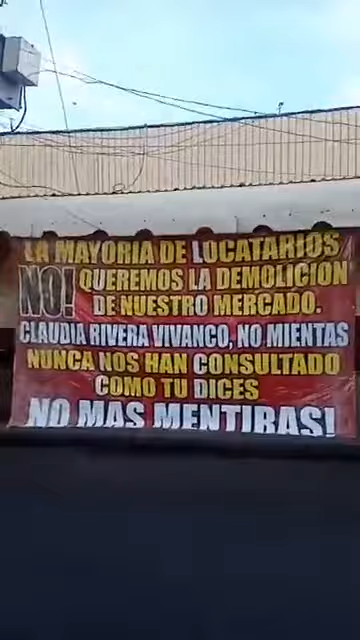 LA MAYORIA DE LOCATARIOS
NO! QUEREMOS LA DEMOLICION
DE NUESTRO MERCADO.
CLAUDIA RIVERA VIVANCO, NO MIENTAS
NUNCA NOS HAN CONSULTADO
COMO TU DICES
NO MAS MENTIRAS!